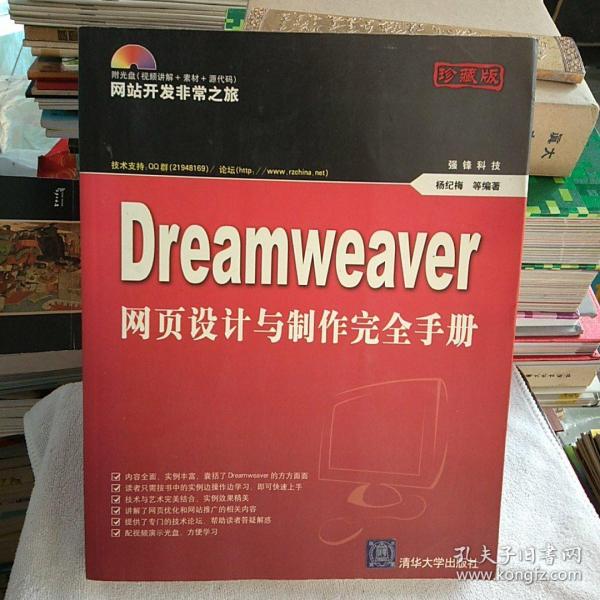 附光盘(视频讲解+素材+源代码)
网站开发非常之旅
珍藏版
技术支持:QQ群(21948169)/ 论坛(http://www.rzchina.net)
强锋科技
杨纪梅 等编著
Dreamweaver
网页设计与制作完全手册
内容全面、实例丰富,囊括了Dreamweaver的方方面面
读者只需按书中的实例边操作边学习,即可快速上手
技术与艺术完美结合,实例效果精美
讲解了网页优化和网站推广的相关内容
提供了专门的技术论坛,帮助读者答疑解惑
配视频演示光盘,方便学习
清华大学出版社
孔夫子旧书网
www.kongfz.com